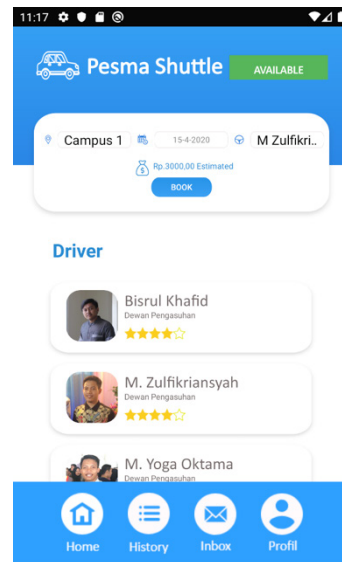 11:17
Pesma Shuttle
AVAILABLE
Campus 1 15-4-2020 M Zulfikri..
Rp.3000,00 Estimated
BOOK
Driver
Bisrul Khafid
Dewan Pengasuhan
M. Zulfikriansyah
Dewan Pengasuhan
M. Yoga Oktama
Dewan Pengasuhan
Home History Inbox Profil